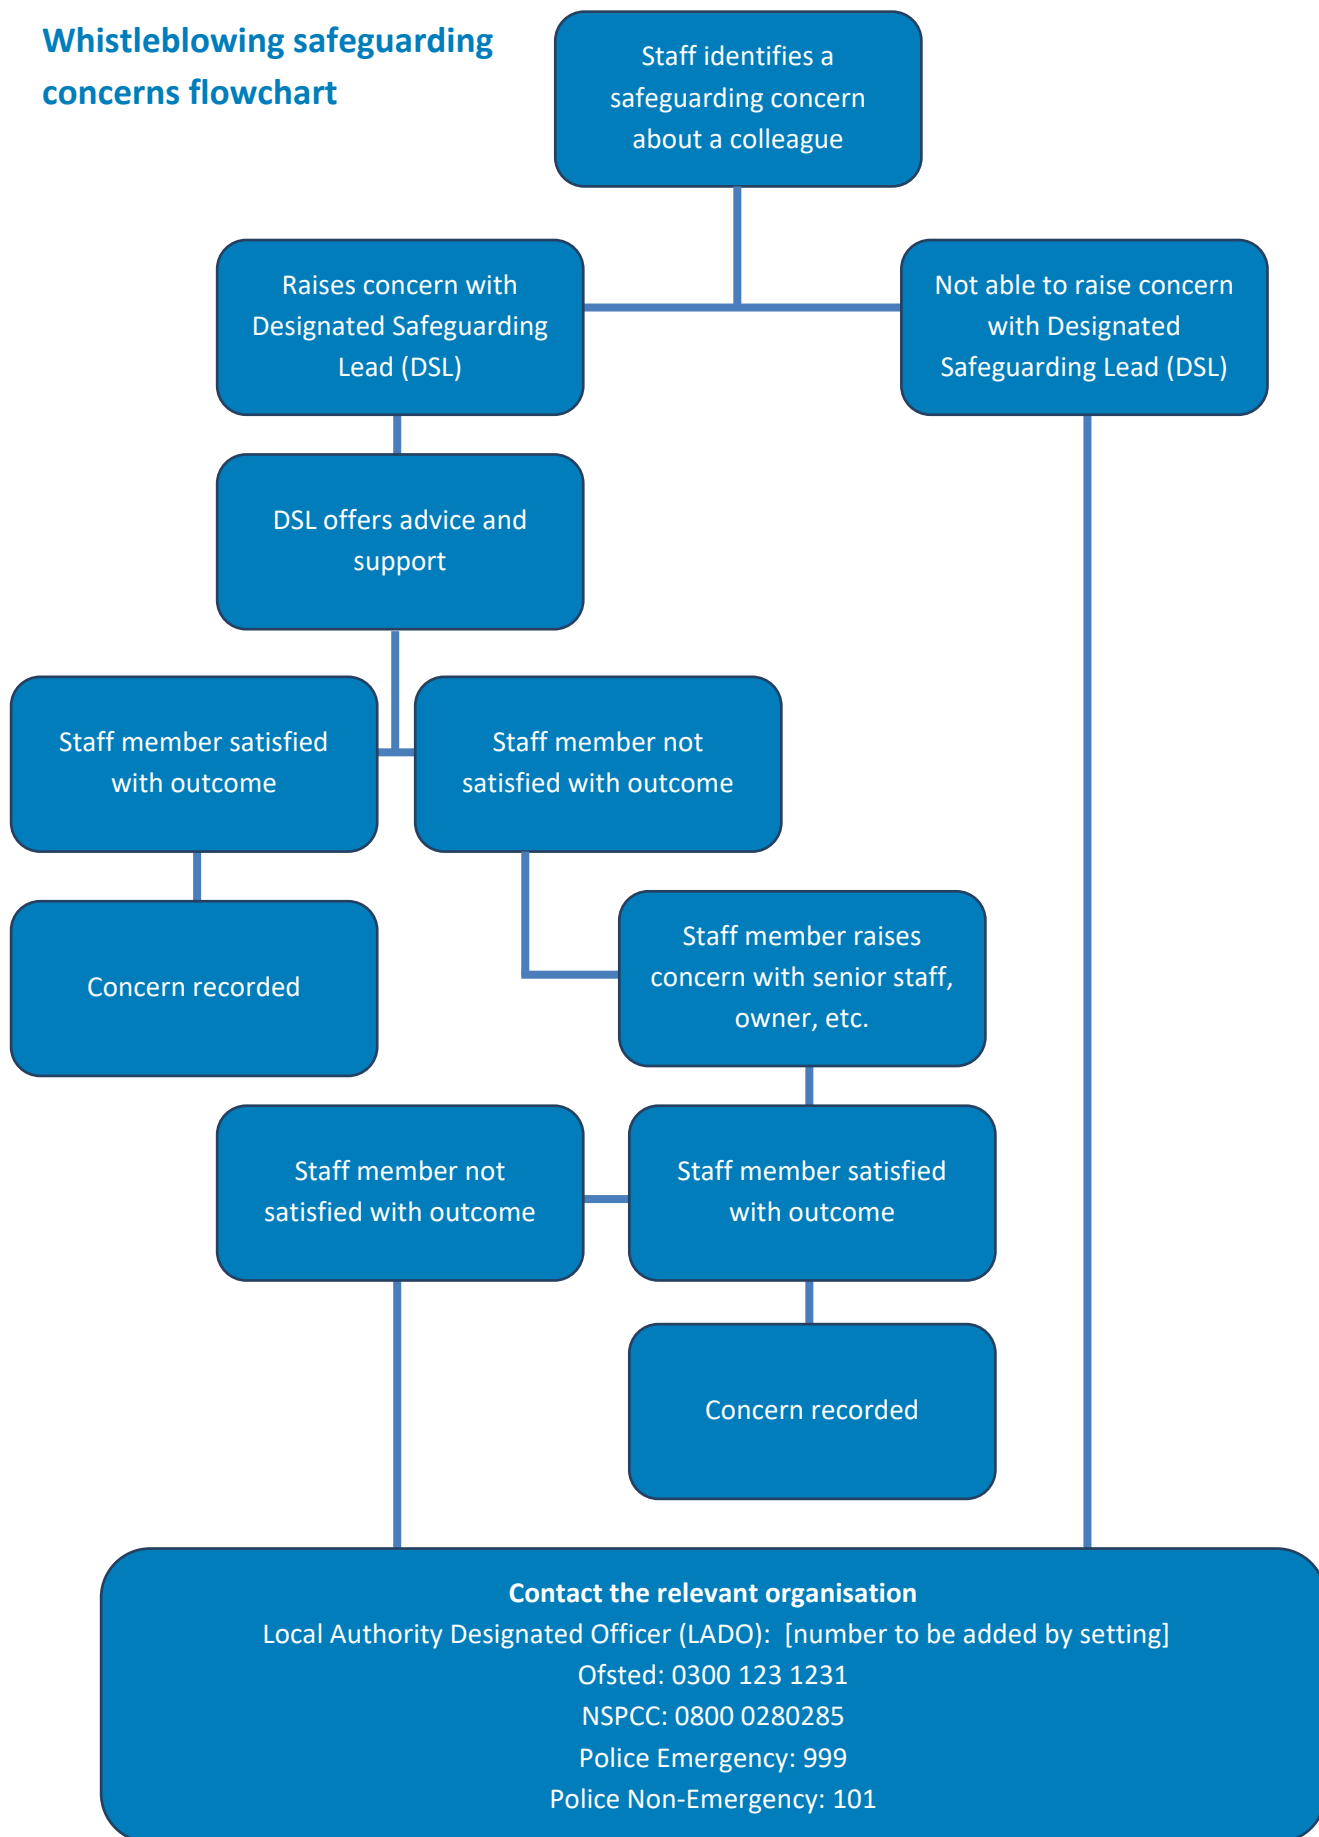 Whistleblowing safeguarding
concerns flowchart
Staff identifies a
safeguarding concern
about a colleague
Raises concern with
Designated Safeguarding
Lead (DSL)
Not able to raise concern
with Designated
Safeguarding Lead (DSL)
DSL offers advice and
support
Staff member satisfied
with outcome
Staff member not
satisfied with outcome
Concern recorded
Staff member raises
concern with senior staff,
owner, etc.
Staff member not
satisfied with outcome
Staff member satisfied
with outcome
Concern recorded
Contact the relevant organisation
Local Authority Designated Officer (LADO):  [number to be added by setting]
Ofsted: 0300 123 1231
NSPCC: 0800 0280285
Police Emergency: 999
Police Non-Emergency: 101